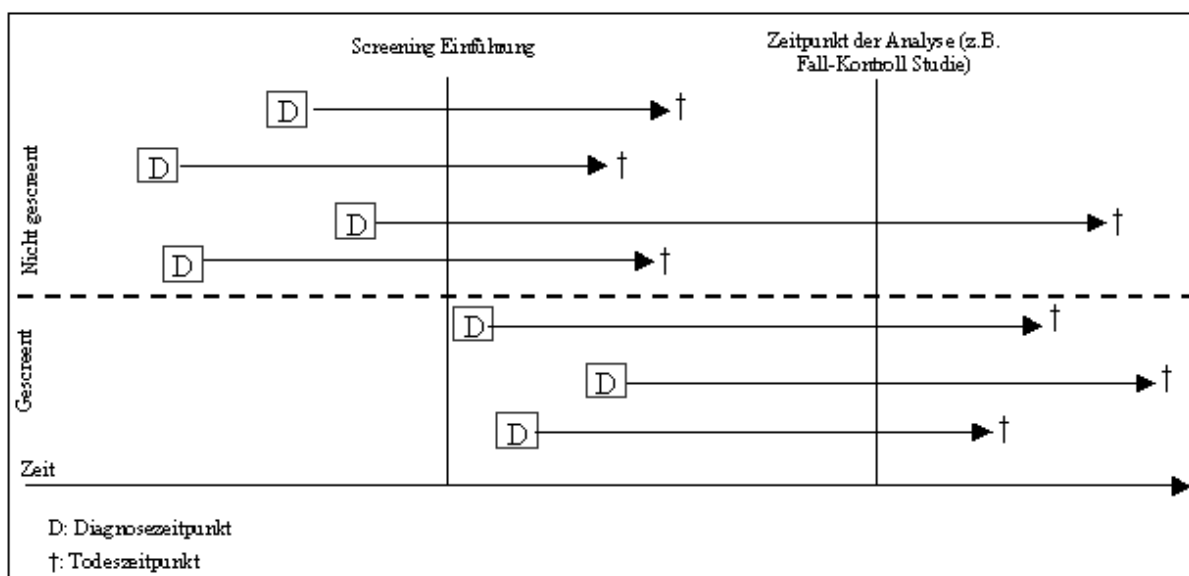 Screening Einführung
Zeitpunkt der Analyse (z.B.
Fall-Kontroll Studie)
Nicht gescreent
D †
D †
D †
D †
Gescreent
D †
D †
D †
Zeit
D: Diagnosezeitpunkt
†: Todeszeitpunkt